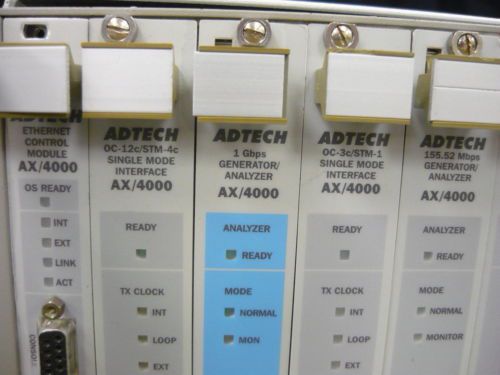 ADTECH
ETHERNET
CONTROL
MODULE
AX/4000
OS READY
INT
EXT
LINK
ACT
CONSOLE
ADTECH
OC-12c/STM-4c
SINGLE MODE
INTERFACE
AX/4000
READY
TX CLOCK
INT
LOOP
EXT
ADTECH
1 Gbps
GENERATOR/
ANALYZER
AX/4000
ANALYZER
READY
MODE
NORMAL
MON
ADTECH
OC-3c/STM-1
SINGLE MODE
INTERFACE
AX/4000
READY
TX CLOCK
INT
LOOP
EXT
ADTECH
155.52 Mbps
GENERATOR/
ANALYZER
AX/4000
ANALYZER
READY
MODE
NORMAL
MONITOR